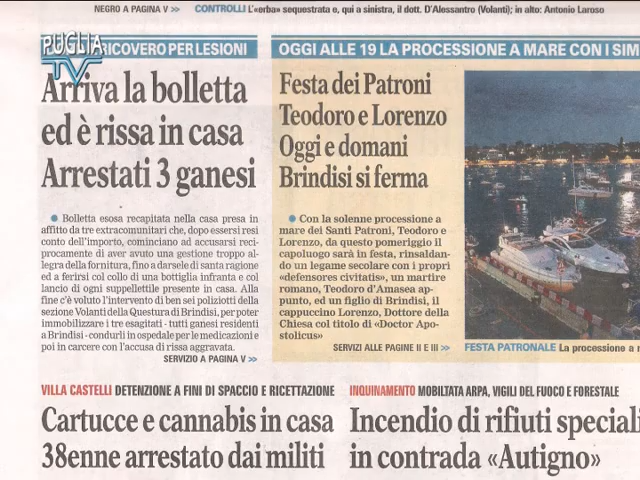 NEGRO A PAGINA V >>
CONTROLLI L'«erba» sequestrata e, qui a sinistra, il dott. D'Alessandro (Volanti); in alto: Antonio Laroso
PUGLIA
TV
RICOVERO PER LESIONI
Arriva la bolletta
ed è rissa in casa
Arrestati 3 ganesi
● Bolletta esosa recapitata nella casa presa in
affitto da tre extracomunitari che, dopo essersi resi
conto dell'importo, cominciano ad accusarsi reci-
procamente di aver avuto una gestione troppo al-
legra della fornitura, fino a darsele di santa ragione
ed a ferirsi col collo di una bottiglia infranta e col
lancio di ogni suppellettile presente in casa. Alla
fine c'è voluto l'intervento di ben sei poliziotti della
sezione Volanti della Questura di Brindisi, per poter
immobilizzare i tre esagitati - tutti ganesi residenti
a Brindisi - condurli in ospedale per le medicazioni e
poi in carcere con l'accusa di rissa aggravata.
SERVIZIO A PAGINA V >>
OGGI ALLE 19 LA PROCESSIONE A MARE CON I SIM
Festa dei Patroni
Teodoro e Lorenzo
Oggi e domani
Brindisi si ferma
● Con la solenne processione a
mare dei Santi Patroni, Teodoro e
Lorenzo, da questo pomeriggio il
capoluogo sarà in festa, rinsaldan-
do un legame secolare con i propri
«defensores civitatis», un martire
romano, Teodoro d'Amasea ap-
punto, ed un figlio di Brindisi, il
cappuccino Lorenzo, Dottore della
Chiesa col titolo di «Doctor Apo-
stolicus»
SERVIZI ALLE PAGINE II E III >>
FESTA PATRONALE La processione a
VILLA CASTELLI DETENZIONE A FINI DI SPACCIO E RICETTAZIONE
Cartucce e cannabis in casa
38enne arrestato dai militi
INQUINAMENTO MOBILTATA ARPA, VIGILI DEL FUOCO E FORESTALE
Incendio di rifiuti speciali
in contrada «Autigno»